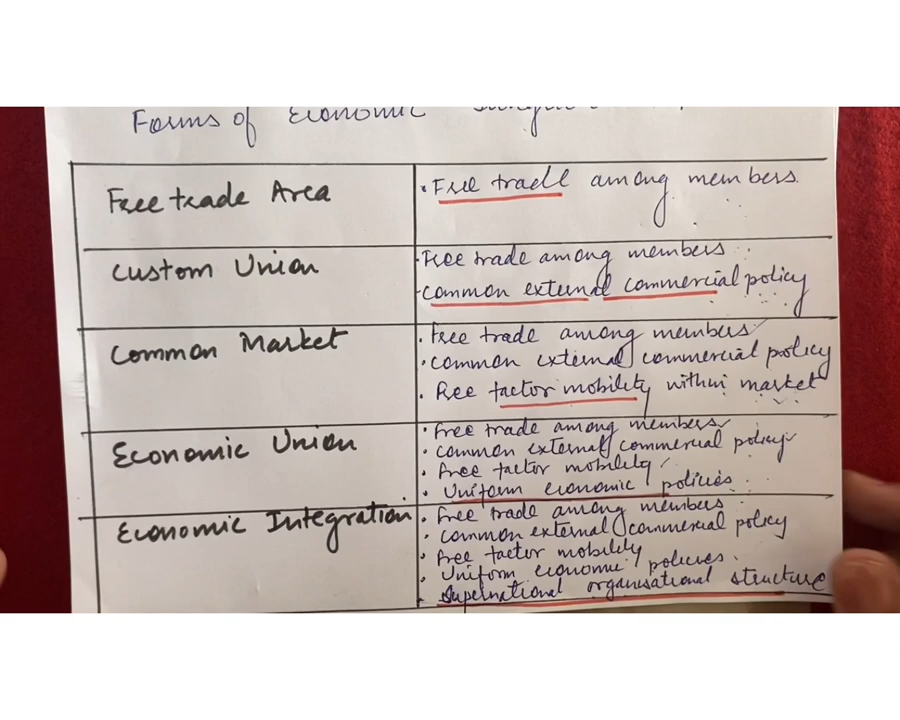 Forms of Economic
Free trade Area
• Free trade among members.
Custom Union
• Free trade among members
- common external commercial policy
Common Market
• Free trade among members
• common external commercial policy
• Free factor mobility within market
Economic Union
• Free trade among members
• common external commercial policy
• free factor mobility
• Uniform economic policies.
Economic Integration
• Free trade among members
• common external commercial policy
• free factor mobility
• Uniform economic policies.
• Supernational organisational structure